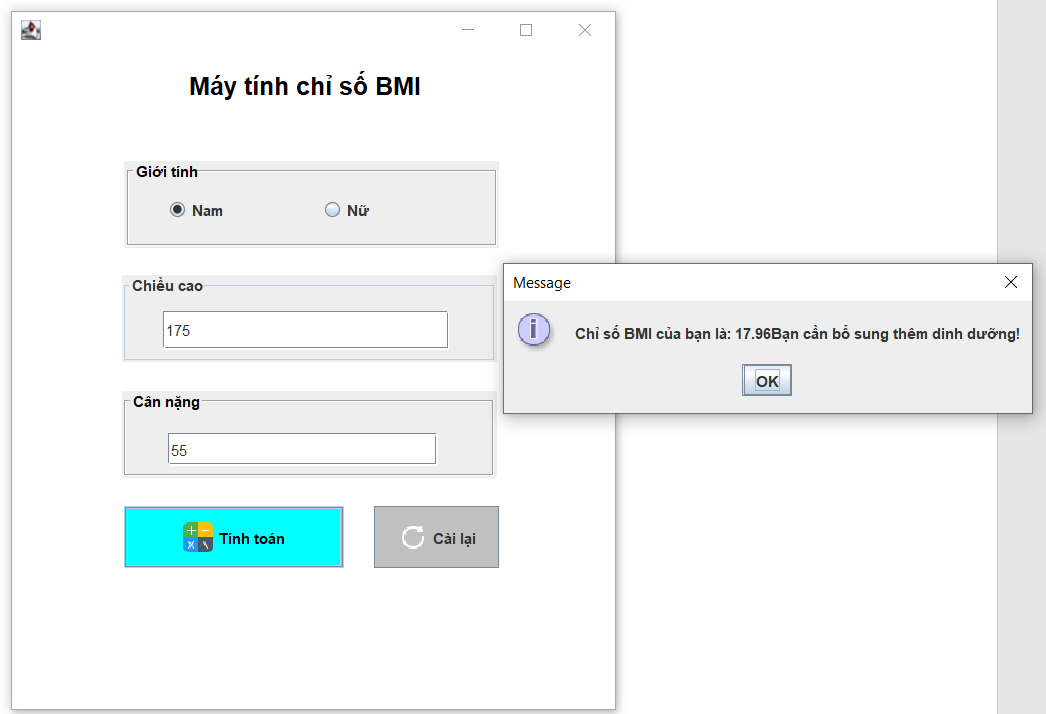 Máy tính chỉ số BMI
Giới tính
Nam
Nữ
Chiều cao
175
Cân nặng
55
Tính toán
Cài lại
Message
Chỉ số BMI của bạn là: 17.96Bạn cần bổ sung thêm dinh dưỡng!
OK